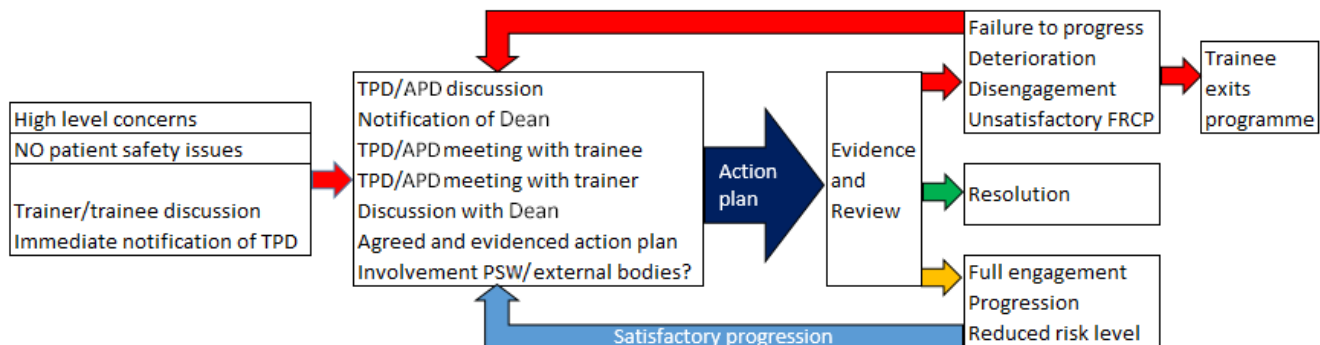 High level concerns
NO patient safety issues
Trainer/trainee discussion
Immediate notification of TPD
TPD/APD discussion
Notification of Dean
TPD/APD meeting with trainee
TPD/APD meeting with trainer
Discussion with Dean
Agreed and evidenced action plan
Involvement PSW/external bodies?
Action
plan
Evidence
and
Review
Failure to progress
Deterioration
Disengagement
Unsatisfactory FRCP
Trainee
exits
programme
Resolution
Full engagement
Progression
Reduced risk level
Satisfactory progression